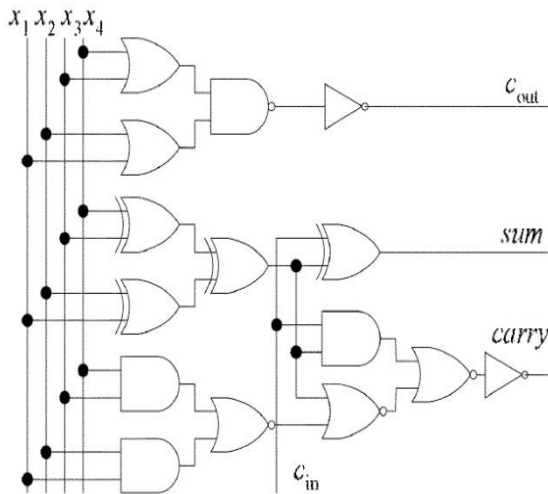 x₁ x₂ x₃ x₄
c_out
sum
carry
c_in